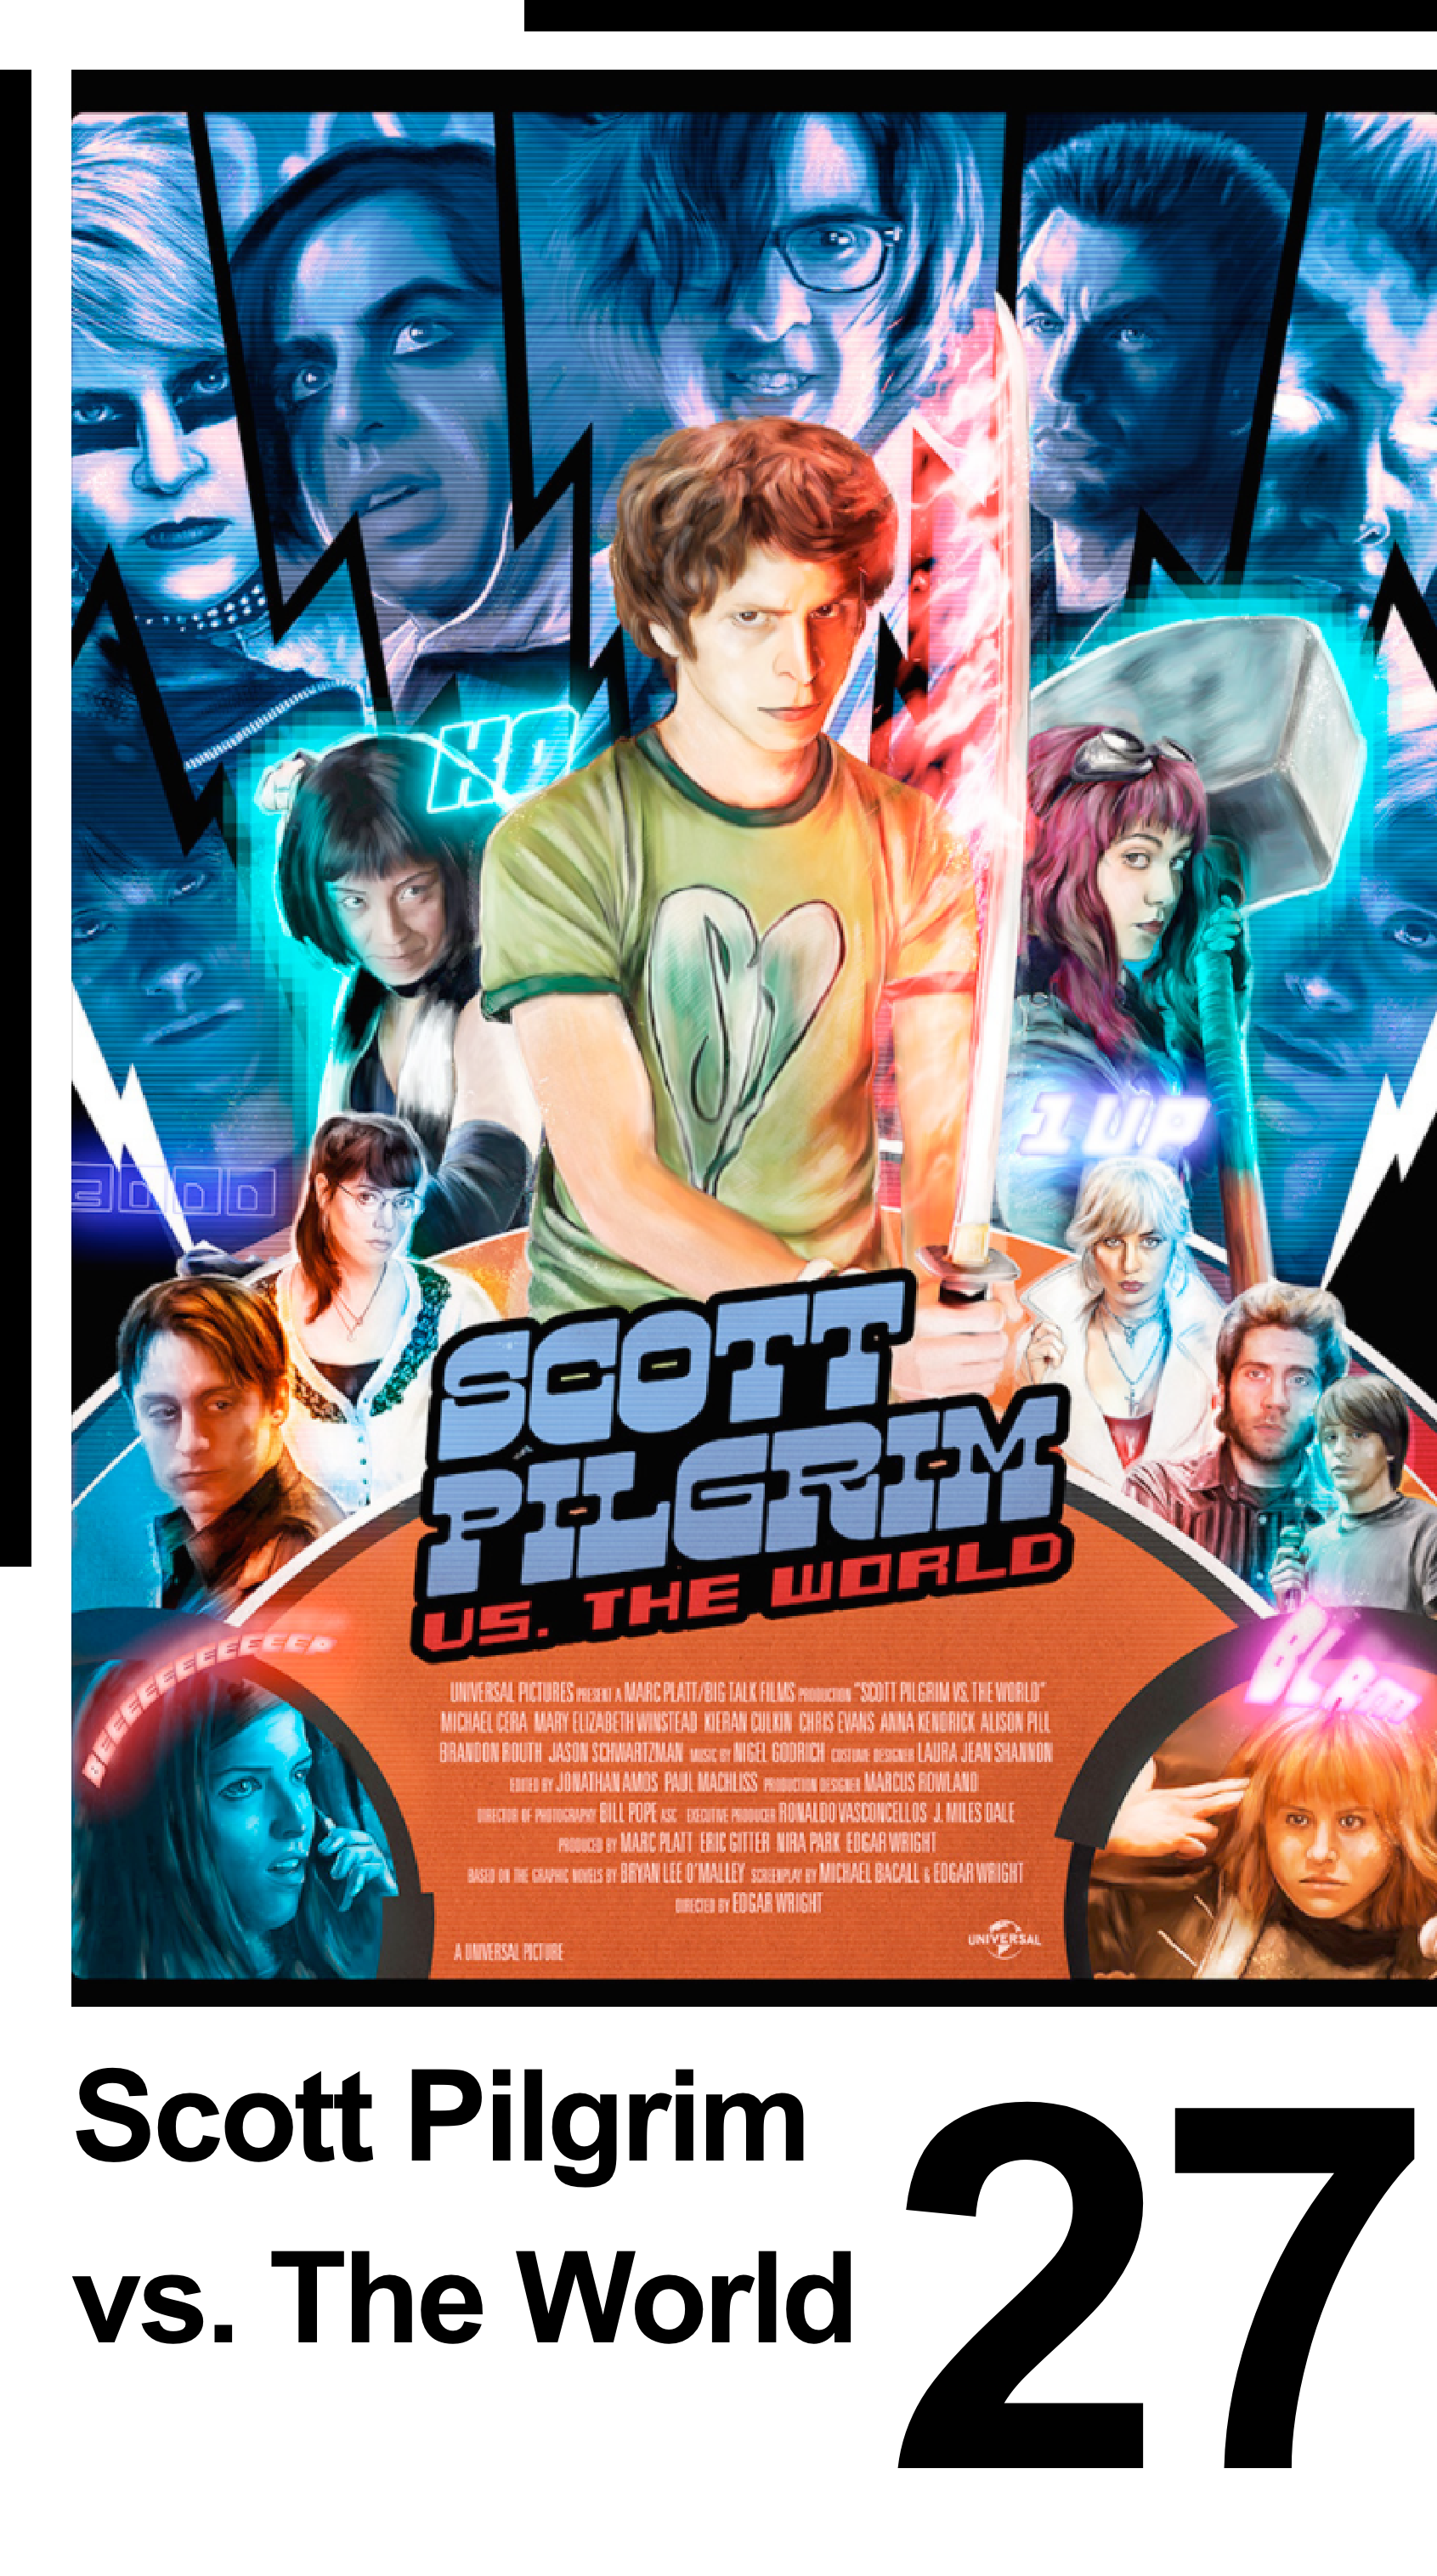 KO
1 UP
3000
SCOTT
PILGRIM
VS. THE WORLD
BEEEEEEEEEEEP
BLAM
UNIVERSAL PICTURES PRESENT A MARC PLATT/BIG TALK FILMS PRODUCTION "SCOTT PILGRIM VS. THE WORLD"
MICHAEL CERA MARY ELIZABETH WINSTEAD KIERAN CULKIN CHRIS EVANS ANNA KENDRICK ALISON PILL
BRANDON ROUTH JASON SCHWARTZMAN MUSIC BY NIGEL GODRICH COSTUME DESIGNER LAURA JEAN SHANNON
EDITED BY JONATHAN AMOS PAUL MACHLISS PRODUCTION DESIGNER MARCUS ROWLAND
DIRECTOR OF PHOTOGRAPHY BILL POPE ASC EXECUTIVE PRODUCER RONALDO VASCONCELLOS J. MILES DALE
PRODUCED BY MARC PLATT ERIC GITTER NIRA PARK EDGAR WRIGHT
BASED ON THE GRAPHIC NOVELS BY BRYAN LEE O'MALLEY SCREENPLAY BY MICHAEL BACALL & EDGAR WRIGHT
DIRECTED BY EDGAR WRIGHT
A UNIVERSAL PICTURE
UNIVERSAL
Scott Pilgrim
vs. The World
27